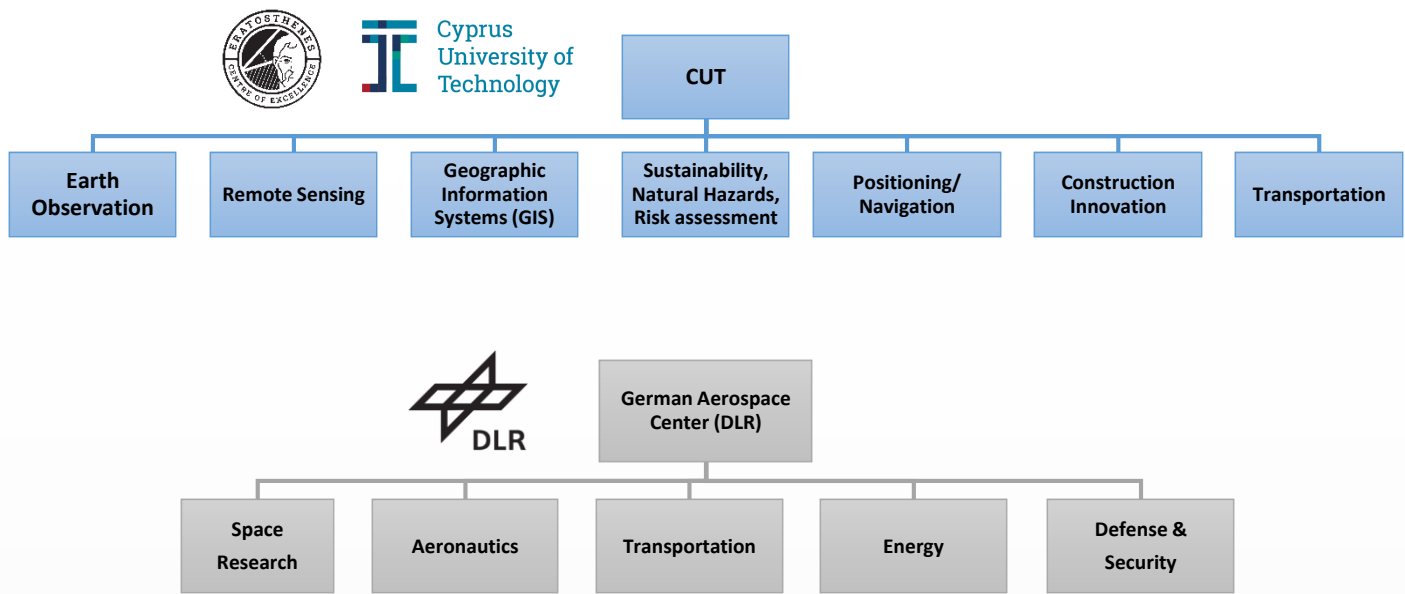 ERATOSTHENES
CENTRE OF EXCELLENCE
Cyprus
University of
Technology
CUT
Earth
Observation
Remote Sensing
Geographic
Information
Systems (GIS)
Sustainability,
Natural Hazards,
Risk assessment
Positioning/
Navigation
Construction
Innovation
Transportation
DLR
German Aerospace
Center (DLR)
Space
Research
Aeronautics
Transportation
Energy
Defense &
Security